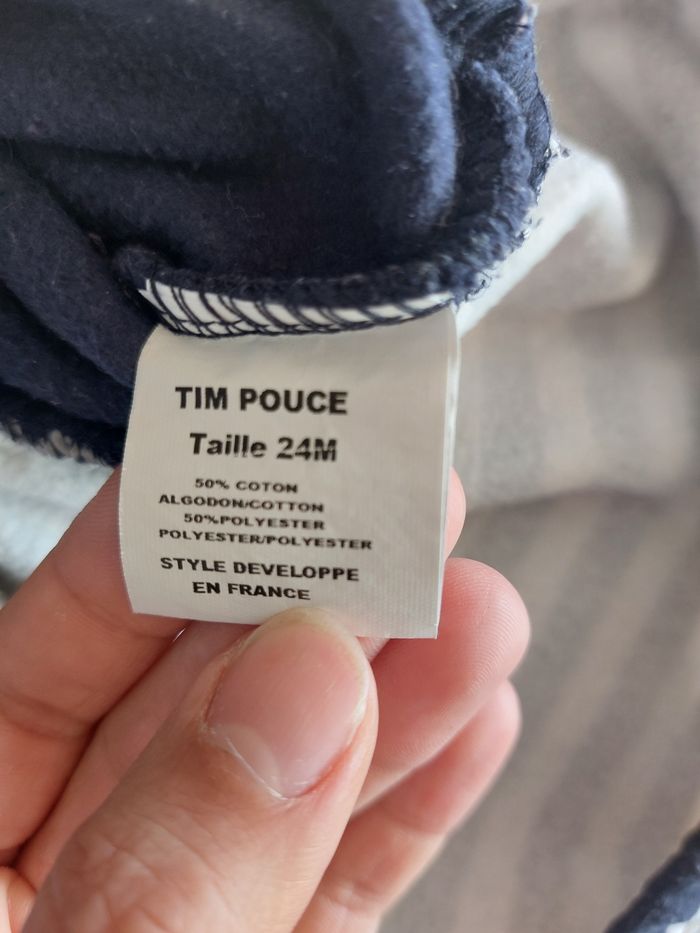 TIM POUCE
Taille 24M
50% COTON
ALGODON/COTTON
50%POLYESTER
POLYESTER/POLYESTER
STYLE DEVELOPPE
EN FRANCE